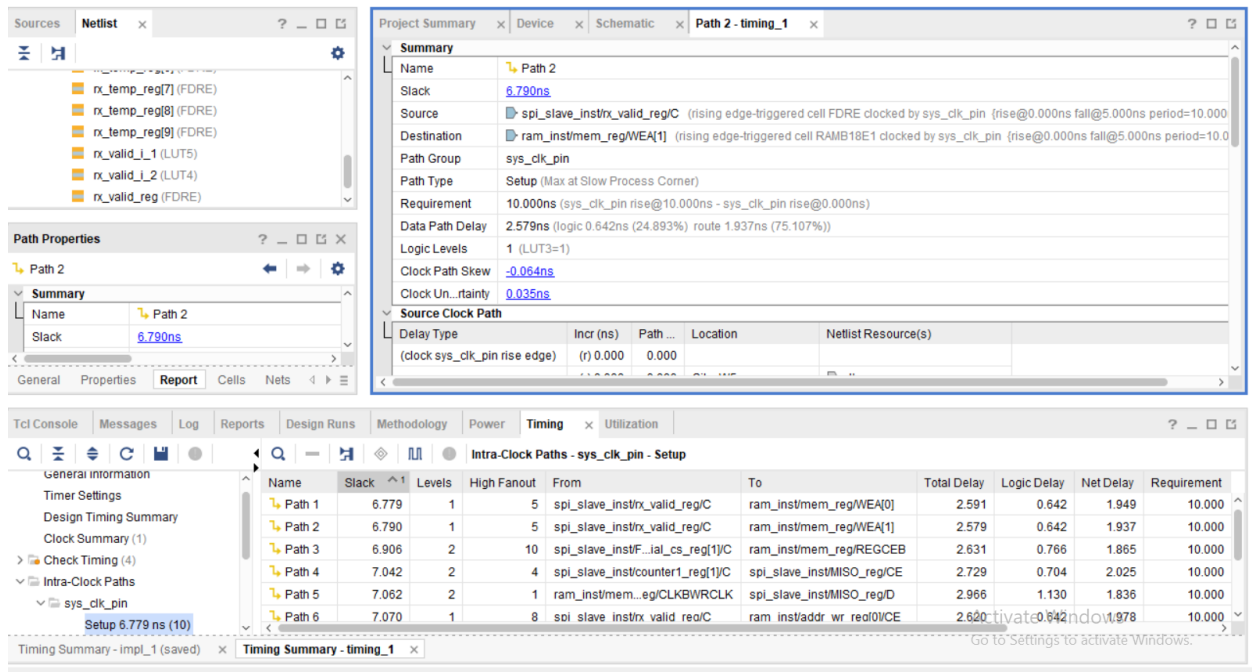 Sources Netlist
rx_temp_reg[7] (FDRE)
rx_temp_reg[8] (FDRE)
rx_temp_reg[9] (FDRE)
rx_valid_i_1 (LUT5)
rx_valid_i_2 (LUT4)
rx_valid_reg (FDRE)
Path Properties
Path 2
Summary
Name Path 2
Slack 6.790ns
General Properties Report Cells Nets
Project Summary Device Schematic Path 2 - timing_1
Summary
Name Path 2
Slack 6.790ns
Source spi_slave_inst/rx_valid_reg/C (rising edge-triggered cell FDRE clocked by sys_clk_pin {rise@0.000ns fall@5.000ns period=10.000
Destination ram_inst/mem_reg/WEA[1] (rising edge-triggered cell RAMB18E1 clocked by sys_clk_pin {rise@0.000ns fall@5.000ns period=10.0
Path Group sys_clk_pin
Path Type Setup (Max at Slow Process Corner)
Requirement 10.000ns (sys_clk_pin rise@10.000ns - sys_clk_pin rise@0.000ns)
Data Path Delay 2.579ns (logic 0.642ns (24.893%) route 1.937ns (75.107%))
Logic Levels 1 (LUT3=1)
Clock Path Skew -0.064ns
Clock Un...rtainty 0.035ns
Source Clock Path
Delay Type Incr (ns) Path ... Location Netlist Resource(s)
(clock sys_clk_pin rise edge) (r) 0.000 0.000
Tcl Console Messages Log Reports Design Runs Methodology Power Timing Utilization
General Information
Timer Settings
Design Timing Summary
Clock Summary (1)
Check Timing (4)
Intra-Clock Paths
sys_clk_pin
Setup 6.779 ns (10)
Intra-Clock Paths - sys_clk_pin - Setup
Name Slack ^1 Levels High Fanout From To Total Delay Logic Delay Net Delay Requirement
Path 1 6.779 1 5 spi_slave_inst/rx_valid_reg/C ram_inst/mem_reg/WEA[0] 2.591 0.642 1.949 10.000
Path 2 6.790 1 5 spi_slave_inst/rx_valid_reg/C ram_inst/mem_reg/WEA[1] 2.579 0.642 1.937 10.000
Path 3 6.906 2 10 spi_slave_inst/F...ial_cs_reg[1]/C ram_inst/mem_reg/REGCEB 2.631 0.766 1.865 10.000
Path 4 7.042 2 4 spi_slave_inst/counter1_reg[1]/C spi_slave_inst/MISO_reg/CE 2.729 0.704 2.025 10.000
Path 5 7.062 2 1 ram_inst/mem...eg/CLKBWRCLK spi_slave_inst/MISO_reg/D 2.966 1.130 1.836 10.000
Path 6 7.070 1 8 spi_slave_inst/rx_valid_reg/C ram_inst/addr_wr_reg[0]/CE 2.620 0.642 1.978 10.000
Activate Windows
Go to Settings to activate Windows.
Timing Summary - impl_1 (saved) Timing Summary - timing_1